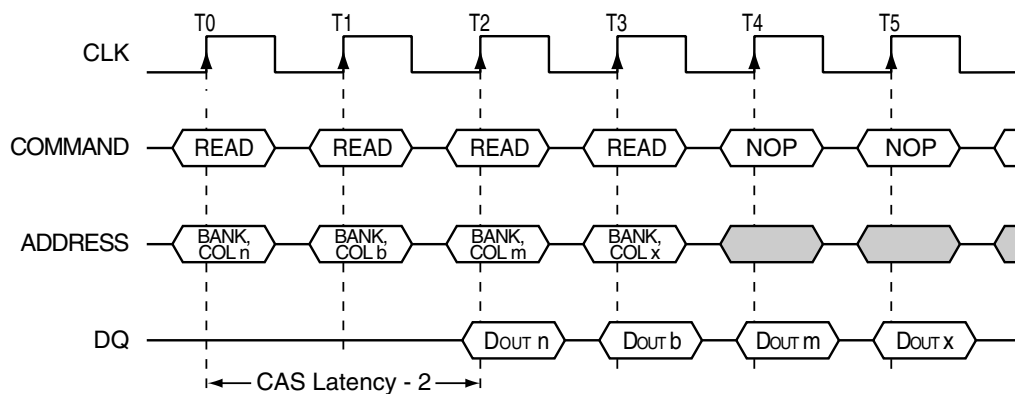 T0 T1 T2 T3 T4 T5
CLK
COMMAND READ READ READ READ NOP NOP
ADDRESS BANK, COL n BANK, COL b BANK, COL m BANK, COL x
DQ DOUT n DOUT b DOUT m DOUT x
CAS Latency - 2